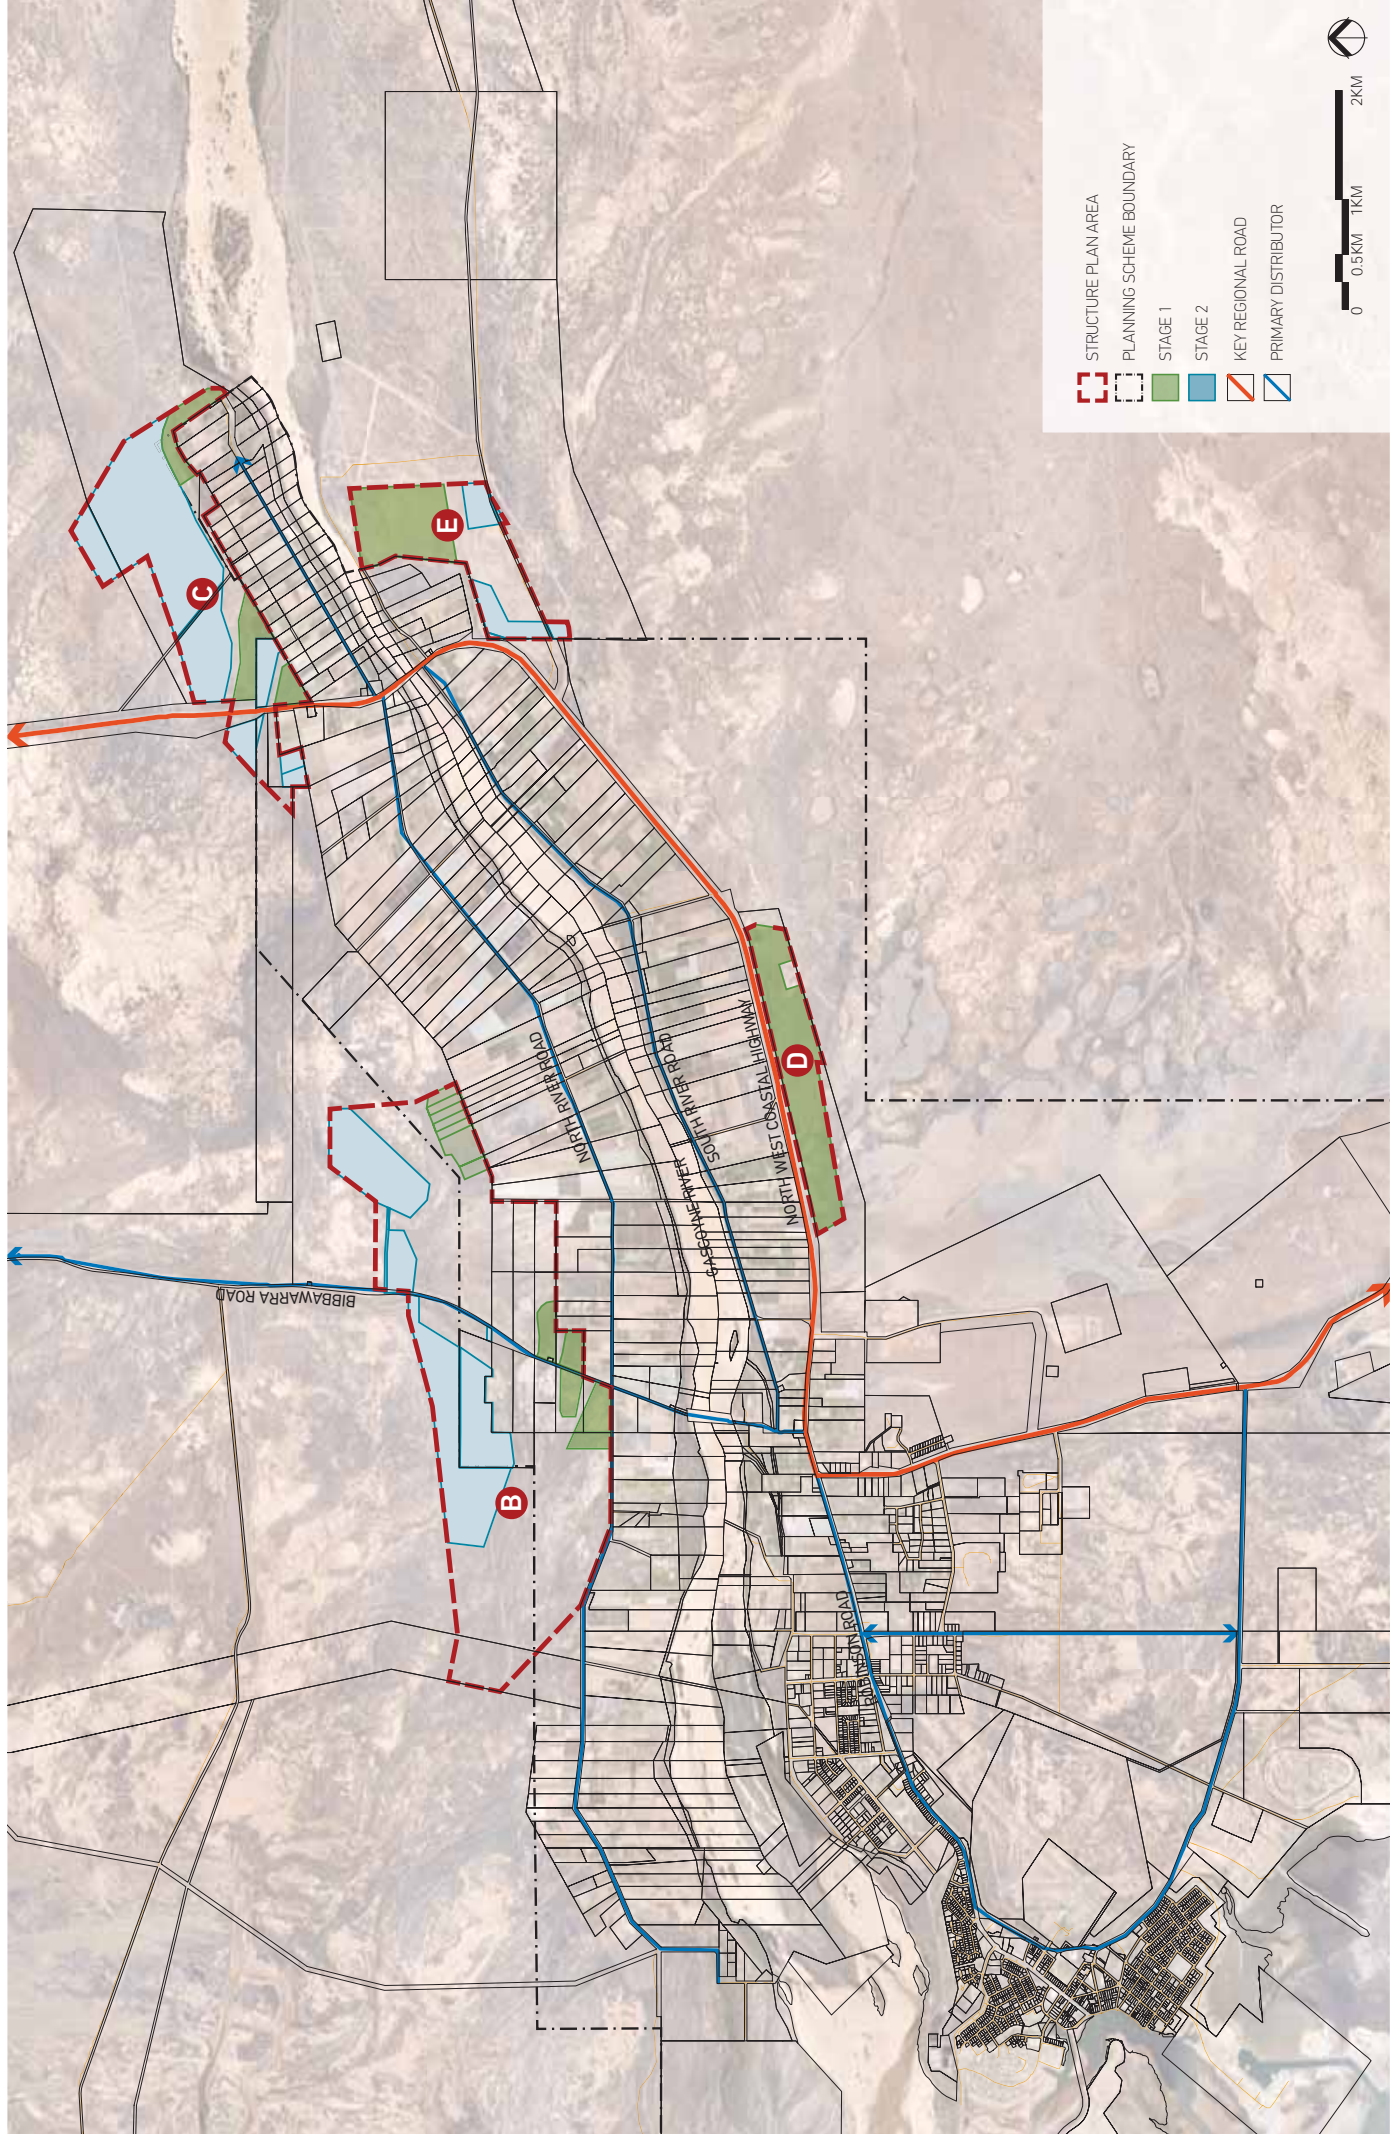 C
E
B
D
BIBBAWARRA ROAD
NORTH RIVER ROAD
SOUTH RIVER ROAD
GASCOYNE RIVER
NORTH WEST COASTAL HIGHWAY
ROBINSON ROAD
STRUCTURE PLAN AREA
PLANNING SCHEME BOUNDARY
STAGE 1
STAGE 2
KEY REGIONAL ROAD
PRIMARY DISTRIBUTOR
0 0.5KM 1KM 2KM